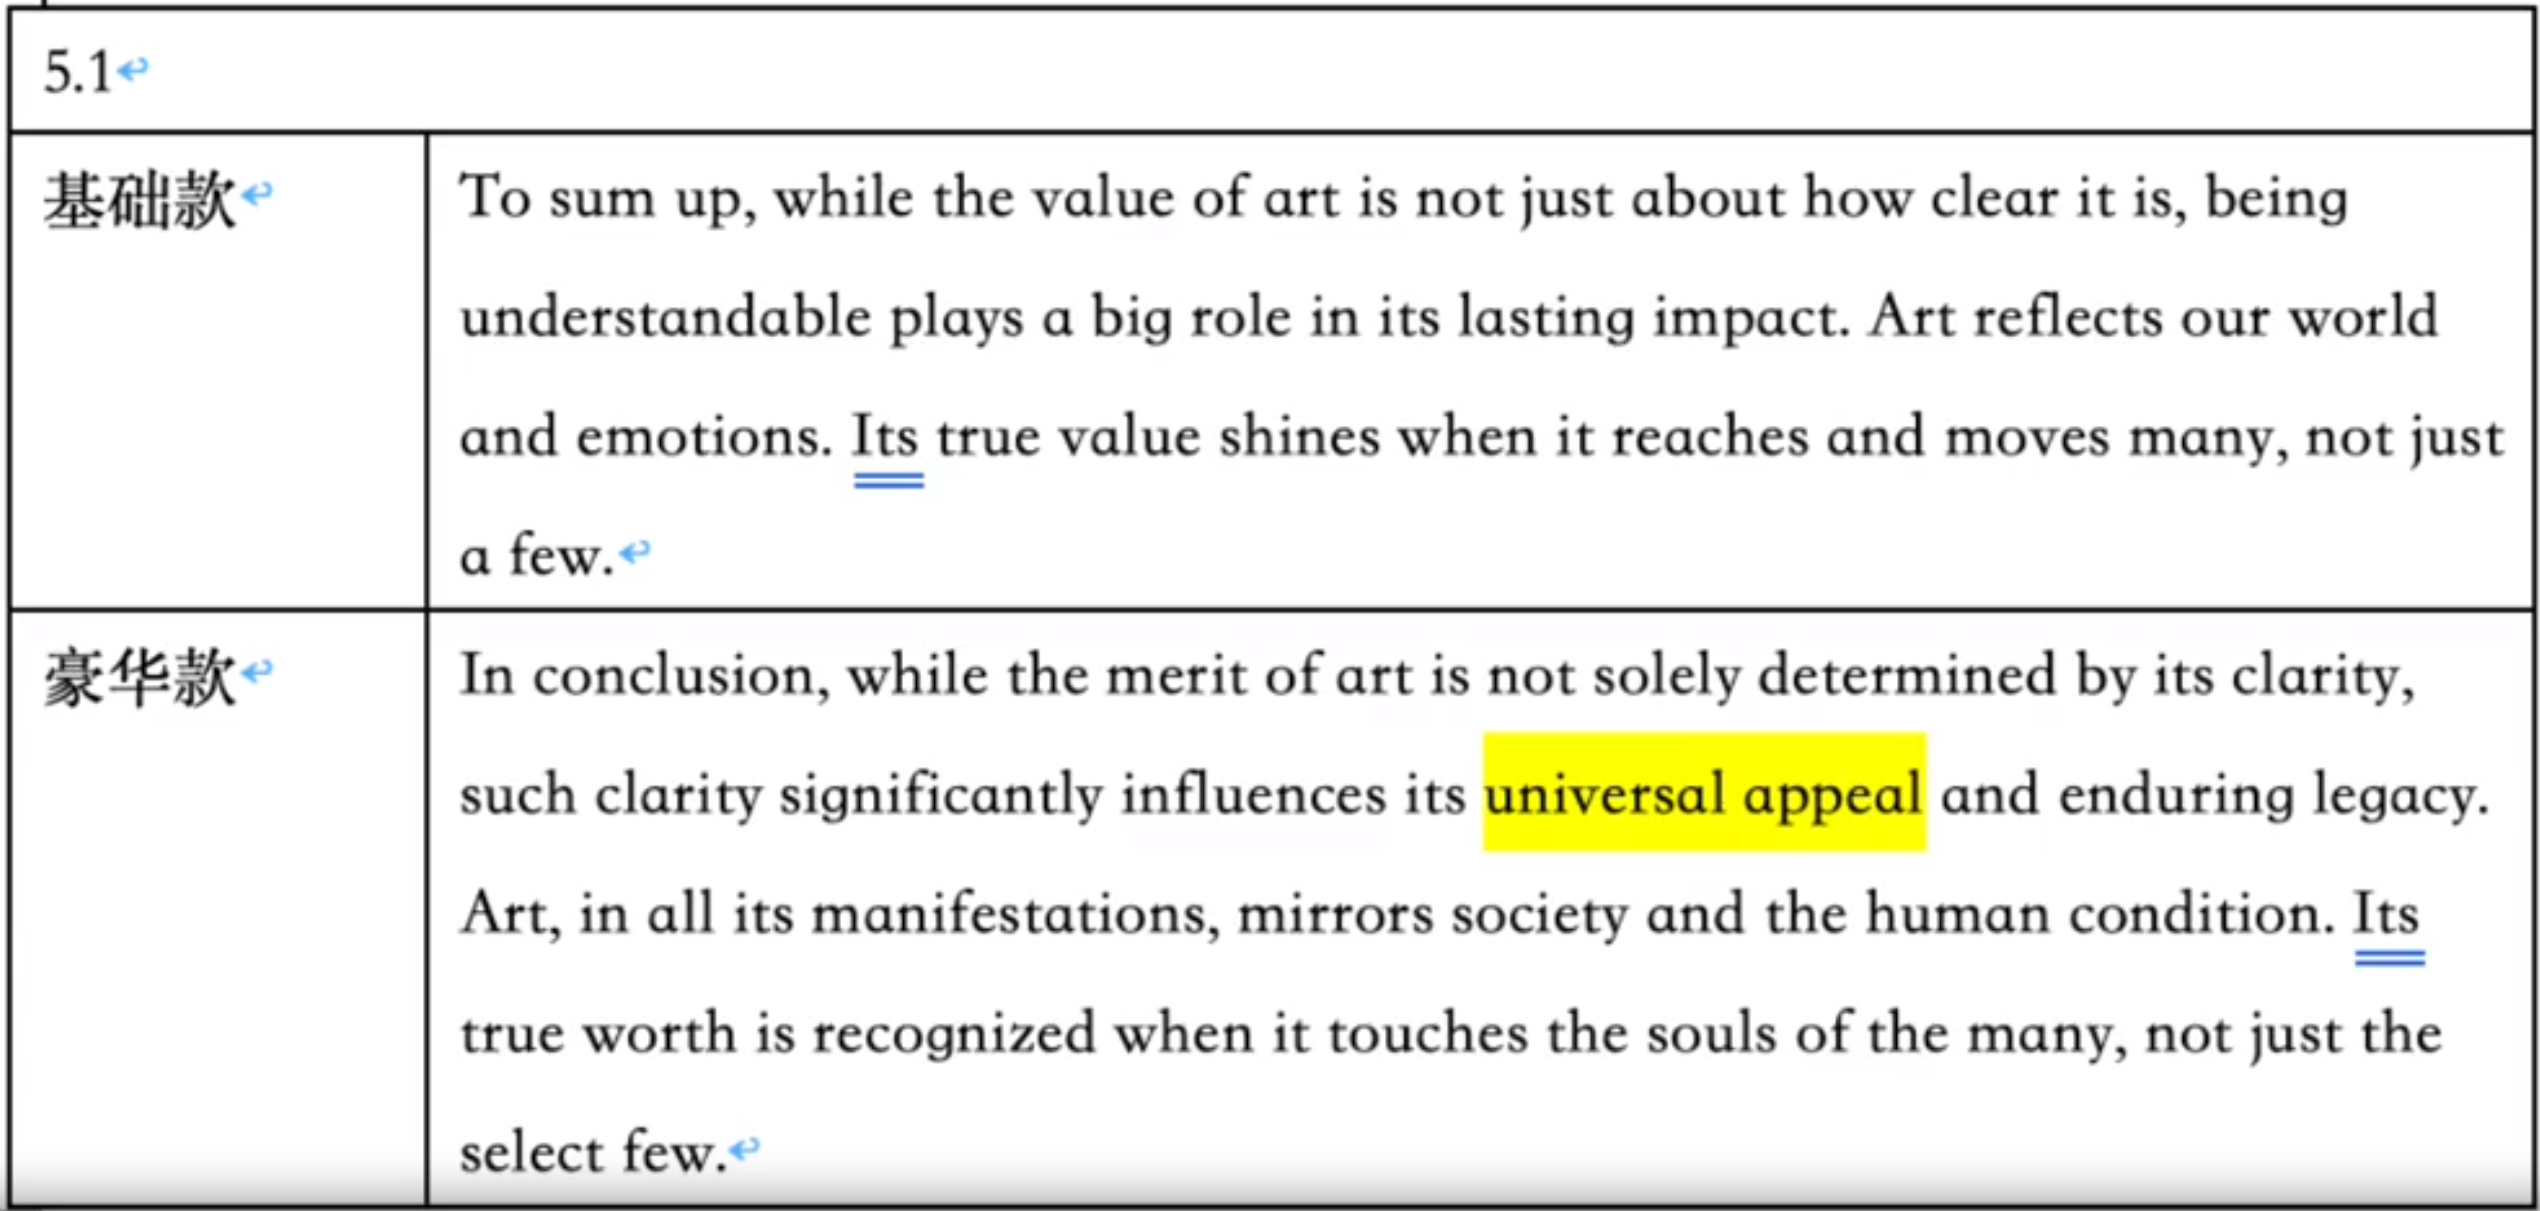 5.1
基础款
To sum up, while the value of art is not just about how clear it is, being
understandable plays a big role in its lasting impact. Art reflects our world
and emotions. Its true value shines when it reaches and moves many, not just
a few.
豪华款
In conclusion, while the merit of art is not solely determined by its clarity,
such clarity significantly influences its universal appeal and enduring legacy.
Art, in all its manifestations, mirrors society and the human condition. Its
true worth is recognized when it touches the souls of the many, not just the
select few.